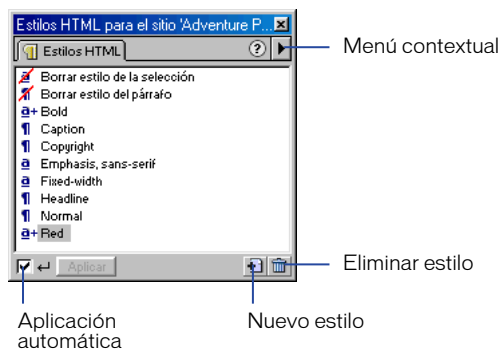 Estilos HTML para el sitio 'Adventure P...
Estilos HTML
Menú contextual
Borrar estilo de la selección
Borrar estilo del párrafo
a+ Bold
¶ Caption
¶ Copyright
a Emphasis, sans-serif
a Fixed-width
¶ Headline
¶ Normal
a+ Red
Aplicar
Eliminar estilo
Aplicación
automática
Nuevo estilo